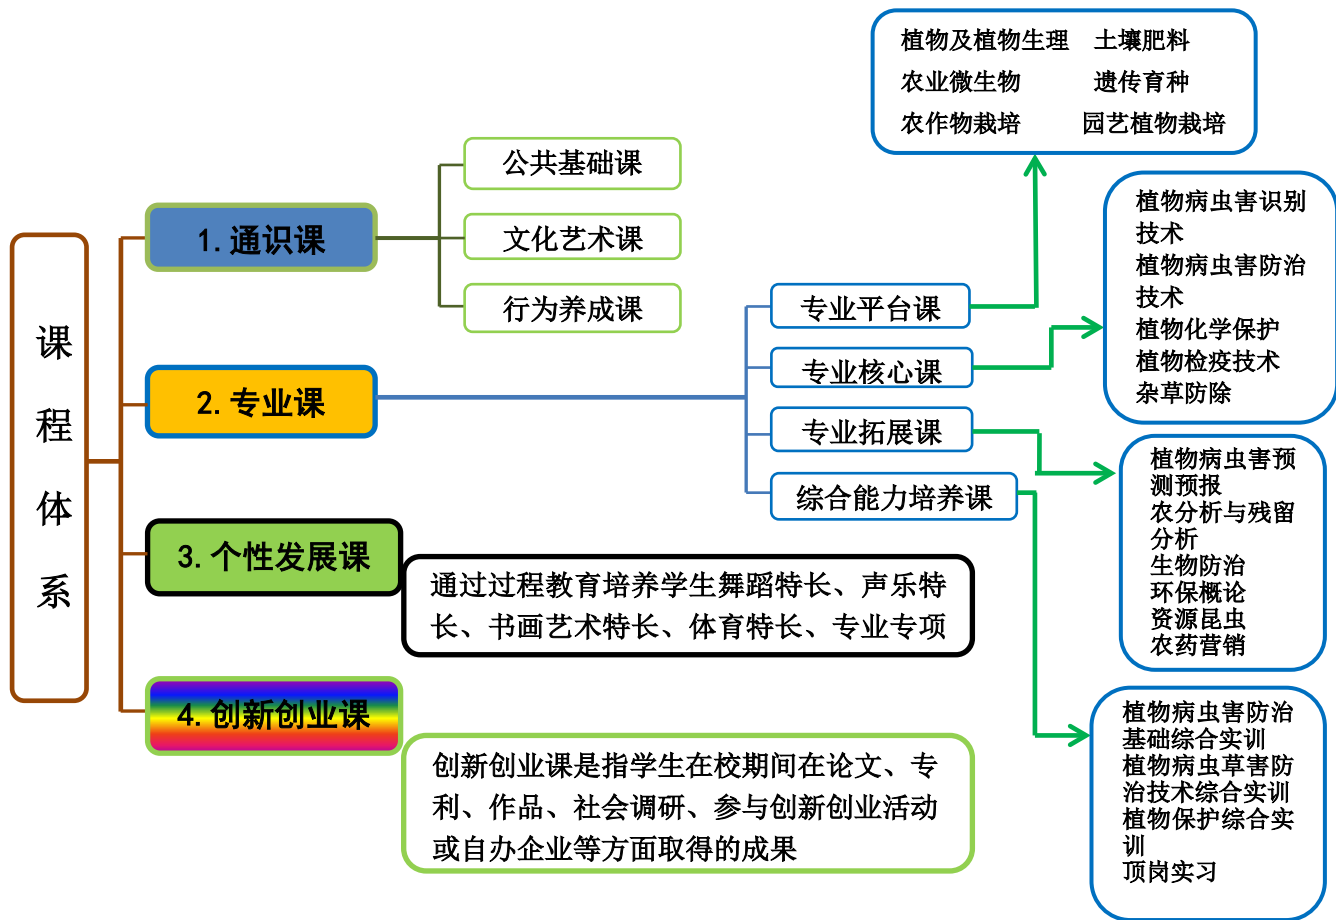 课
程
体
系
1.通识课
公共基础课
文化艺术课
行为养成课
2.专业课
专业平台课
植物及植物生理 土壤肥料
农业微生物 遗传育种
农作物栽培 园艺植物栽培
专业核心课
植物病虫害识别
技术
植物病虫害防治
技术
植物化学保护
植物检疫技术
杂草防除
专业拓展课
植物病虫害预
测预报
农分析与残留
分析
生物防治
环保概论
资源昆虫
农药营销
综合能力培养课
植物病虫害防治
基础综合实训
植物病虫草害防
治技术综合实训
植物保护综合实
训
顶岗实习
3.个性发展课
通过过程教育培养学生舞蹈特长、声乐特
长、书画艺术特长、体育特长、专业专项
4.创新创业课
创新创业课是指学生在校期间在论文、专
利、作品、社会调研、参与创新创业活动
或自办企业等方面取得的成果